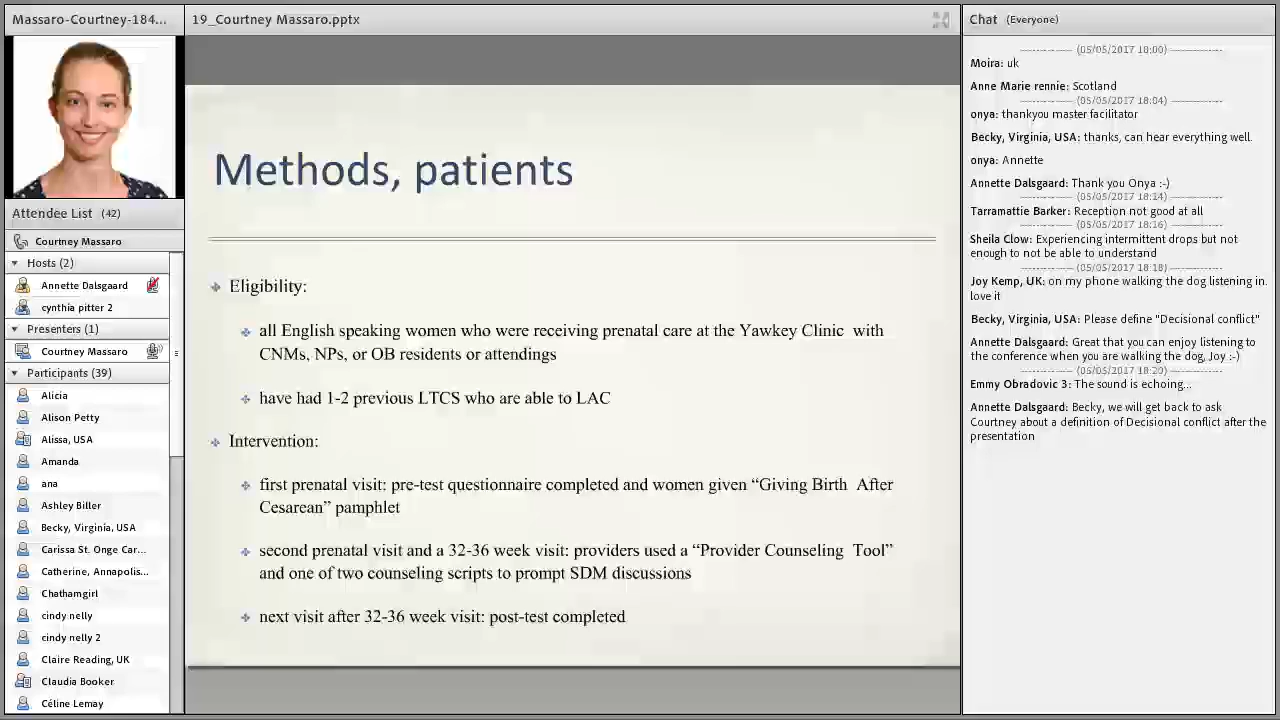 Massaro-Courtney-184...
Attendee List (42)
Courtney Massaro
Hosts (2)
Annette Dalsgaard
cynthia pitter 2
Presenters (1)
Courtney Massaro
Participants (39)
Alicia
Alison Petty
Alissa, USA
Amanda
ana
Ashley Biller
Becky, Virginia, USA
Carissa St. Onge Car...
Catherine, Annapolis...
Chathamgirl
cindy nelly
cindy nelly 2
Claire Reading, UK
Claudia Booker
Céline Lemay
19_Courtney Massaro.pptx
Methods, patients
Eligibility:
all English speaking women who were receiving prenatal care at the Yawkey Clinic with
CNMs, NPs, or OB residents or attendings
have had 1-2 previous LTCS who are able to LAC
Intervention:
first prenatal visit: pre-test questionnaire completed and women given “Giving Birth After
Cesarean” pamphlet
second prenatal visit and a 32-36 week visit: providers used a “Provider Counseling Tool”
and one of two counseling scripts to prompt SDM discussions
next visit after 32-36 week visit: post-test completed
Chat (Everyone)
(05/05/2017 18:00)
Moira: uk
Anne Marie rennie: Scotland
(05/05/2017 18:04)
onya: thankyou master facilitator
Becky, Virginia, USA: thanks, can hear everything well.
onya: Annette
Annette Dalsgaard: Thank you Onya :-)
(05/05/2017 18:14)
Tarramattie Barker: Reception not good at all
(05/05/2017 18:16)
Sheila Clow: Experiencing intermittent drops but not
enough to not be able to understand
(05/05/2017 18:18)
Joy Kemp, UK: on my phone walking the dog listening in.
love it
Becky, Virginia, USA: Please define "Decisional conflict"
Annette Dalsgaard: Great that you can enjoy listening to
the conference when you are walking the dog, Joy :-)
(05/05/2017 18:20)
Emmy Obradovic 3: The sound is echoing...
Annette Dalsgaard: Becky, we will get back to ask
Courtney about a definition of Decisional conflict after the
presentation